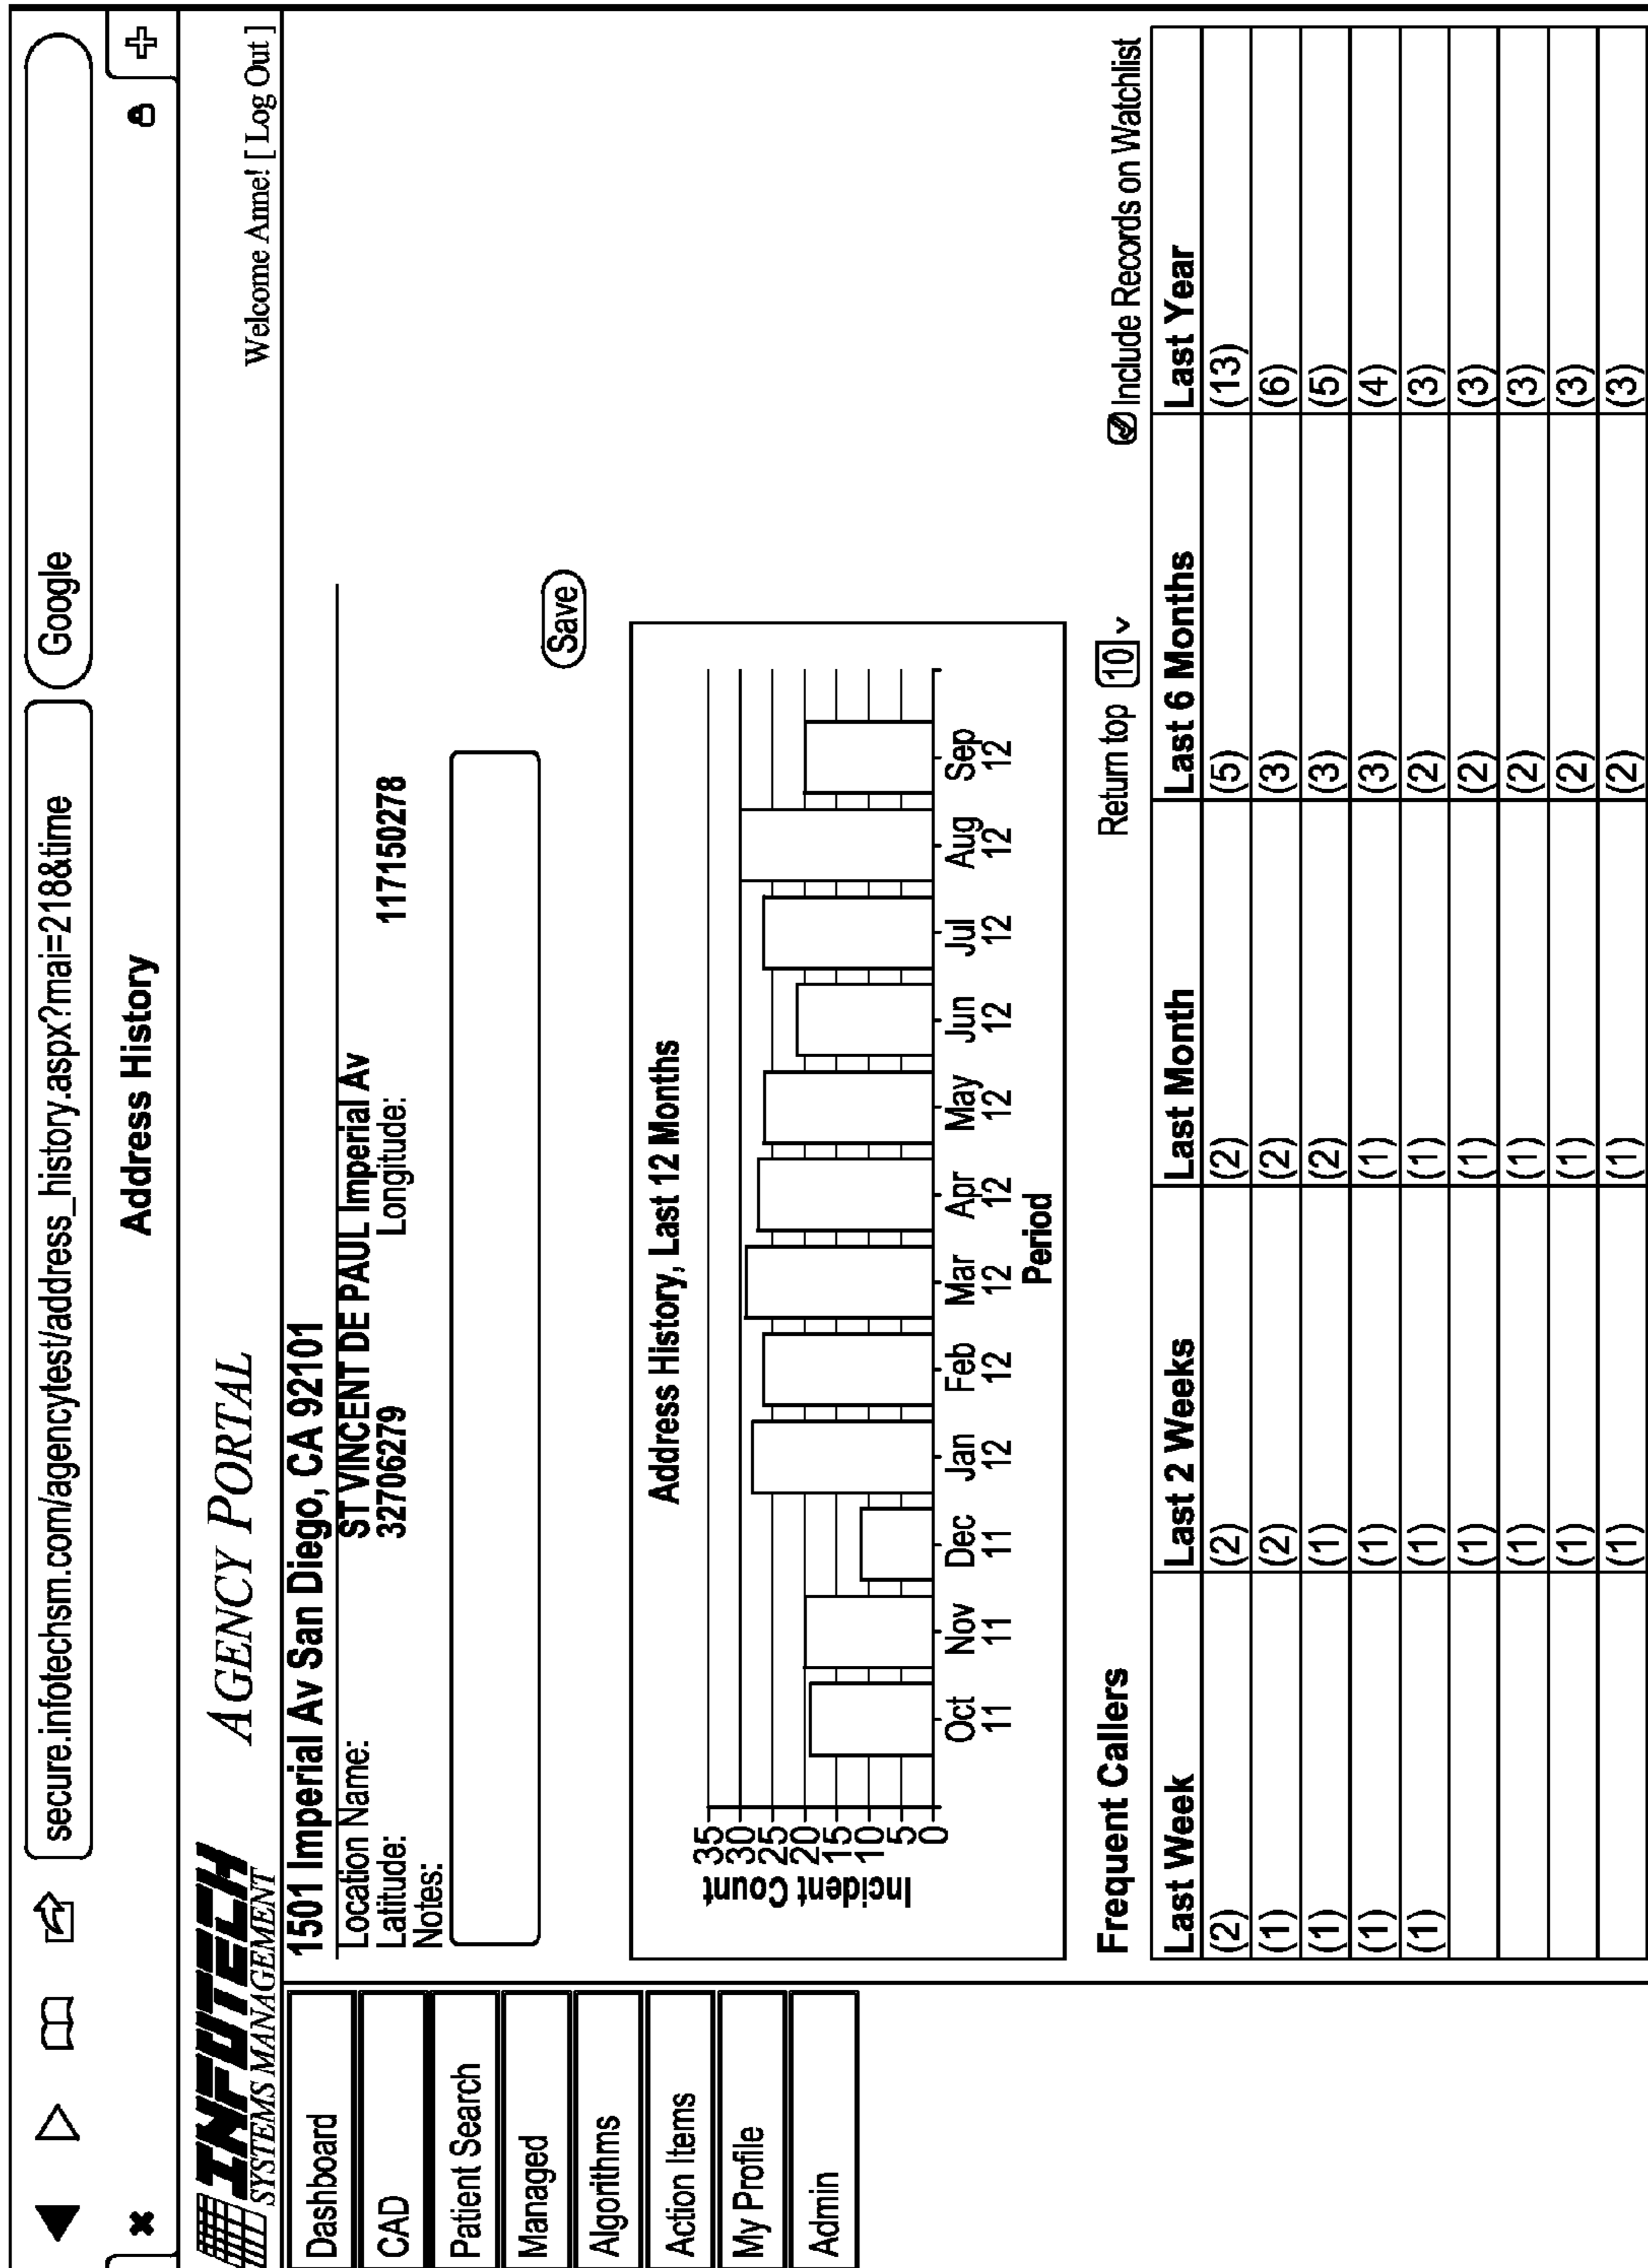 secure.infotechsm.com/agencytest/address_history.aspx?mai=218&time
Google
Address History
INFOTECH
SYSTEMS MANAGEMENT
AGENCY PORTAL
Welcome Anne! [ Log Out ]
Dashboard
CAD
Patient Search
Managed
Algorithms
Action Items
My Profile
Admin
1501 Imperial Av San Diego, CA 92101
Location Name: ST VINCENT DE PAUL Imperial Av
Latitude: 32706279 Longitude: 117150278
Notes:
Save
Address History, Last 12 Months
Incident Count
35
30
25
20
15
10
5
0
Oct Nov Dec Jan Feb Mar Apr May Jun Jul Aug Sep
11 11 11 12 12 12 12 12 12 12 12 12
Period
Frequent Callers Return top 10 Include Records on Watchlist
Last Week Last 2 Weeks Last Month Last 6 Months Last Year
(2) (2) (2) (5) (13)
(1) (2) (2) (3) (6)
(1) (1) (2) (3) (5)
(1) (1) (1) (3) (4)
(1) (1) (1) (2) (3)
(1) (1) (2) (3)
(1) (1) (2) (3)
(1) (1) (2) (3)
(1) (1) (2) (3)